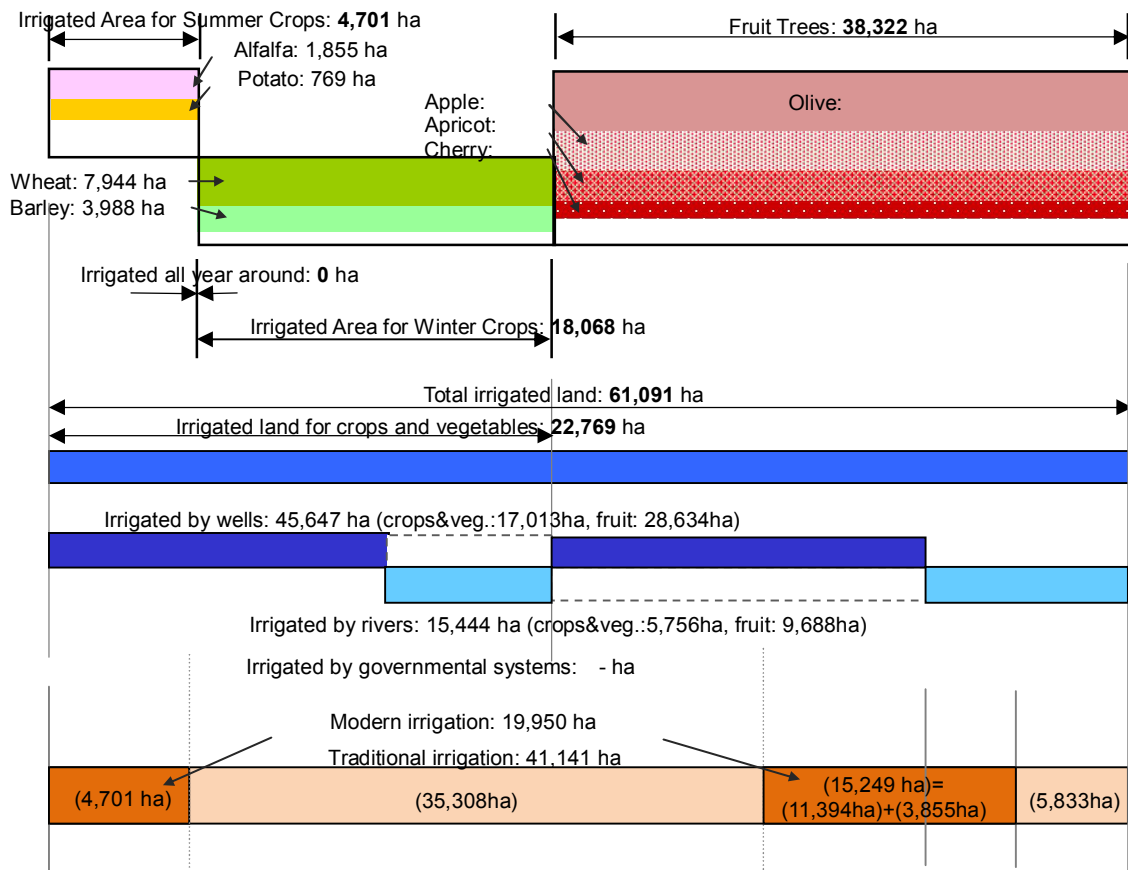 Irrigated Area for Summer Crops: 4,701 ha
Fruit Trees: 38,322 ha
Alfalfa: 1,855 ha
Potato: 769 ha
Apple:
Apricot:
Cherry:
Olive:
Wheat: 7,944 ha
Barley: 3,988 ha
Irrigated all year around: 0 ha
Irrigated Area for Winter Crops: 18,068 ha
Total irrigated land: 61,091 ha
Irrigated land for crops and vegetables: 22,769 ha
Irrigated by wells: 45,647 ha (crops&veg.:17,013ha, fruit: 28,634ha)
Irrigated by rivers: 15,444 ha (crops&veg.:5,756ha, fruit: 9,688ha)
Irrigated by governmental systems: - ha
Modern irrigation: 19,950 ha
Traditional irrigation: 41,141 ha
(4,701 ha)
(35,308ha)
(15,249 ha)=
(11,394ha)+(3,855ha)
(5,833ha)